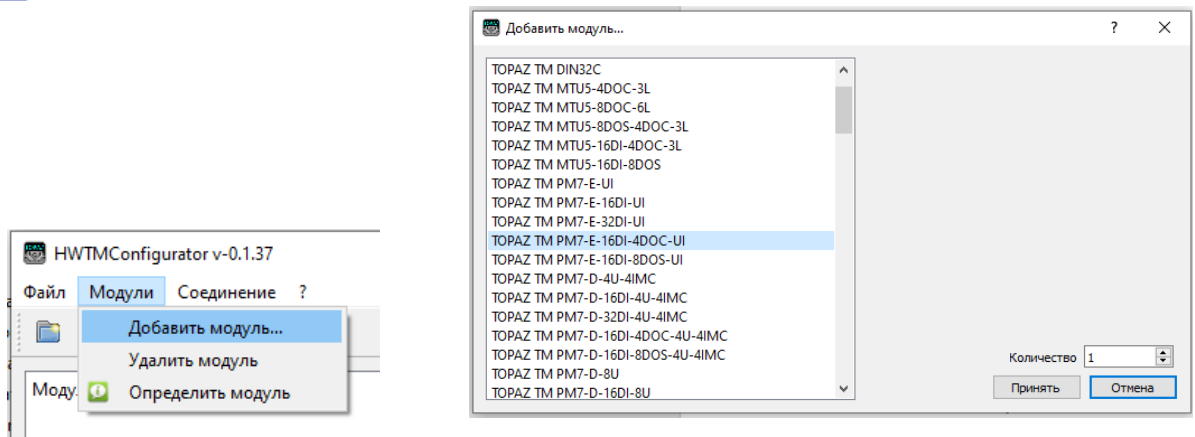 HWTMConfigurator v-0.1.37
Файл Модули Соединение ?
Добавить модуль...
Удалить модуль
Определить модуль
Моду
Добавить модуль... ?
TOPAZ TM DIN32C
TOPAZ TM MTU5-4DOC-3L
TOPAZ TM MTU5-8DOC-6L
TOPAZ TM MTU5-8DOS-4DOC-3L
TOPAZ TM MTU5-16DI-4DOC-3L
TOPAZ TM MTU5-16DI-8DOS
TOPAZ TM PM7-E-UI
TOPAZ TM PM7-E-16DI-UI
TOPAZ TM PM7-E-32DI-UI
TOPAZ TM PM7-E-16DI-4DOC-UI
TOPAZ TM PM7-E-16DI-8DOS-UI
TOPAZ TM PM7-D-4U-4IMC
TOPAZ TM PM7-D-16DI-4U-4IMC
TOPAZ TM PM7-D-32DI-4U-4IMC
TOPAZ TM PM7-D-16DI-4DOC-4U-4IMC
TOPAZ TM PM7-D-16DI-8DOS-4U-4IMC
TOPAZ TM PM7-D-8U
TOPAZ TM PM7-D-16DI-8U
Количество 1
Принять Отмена